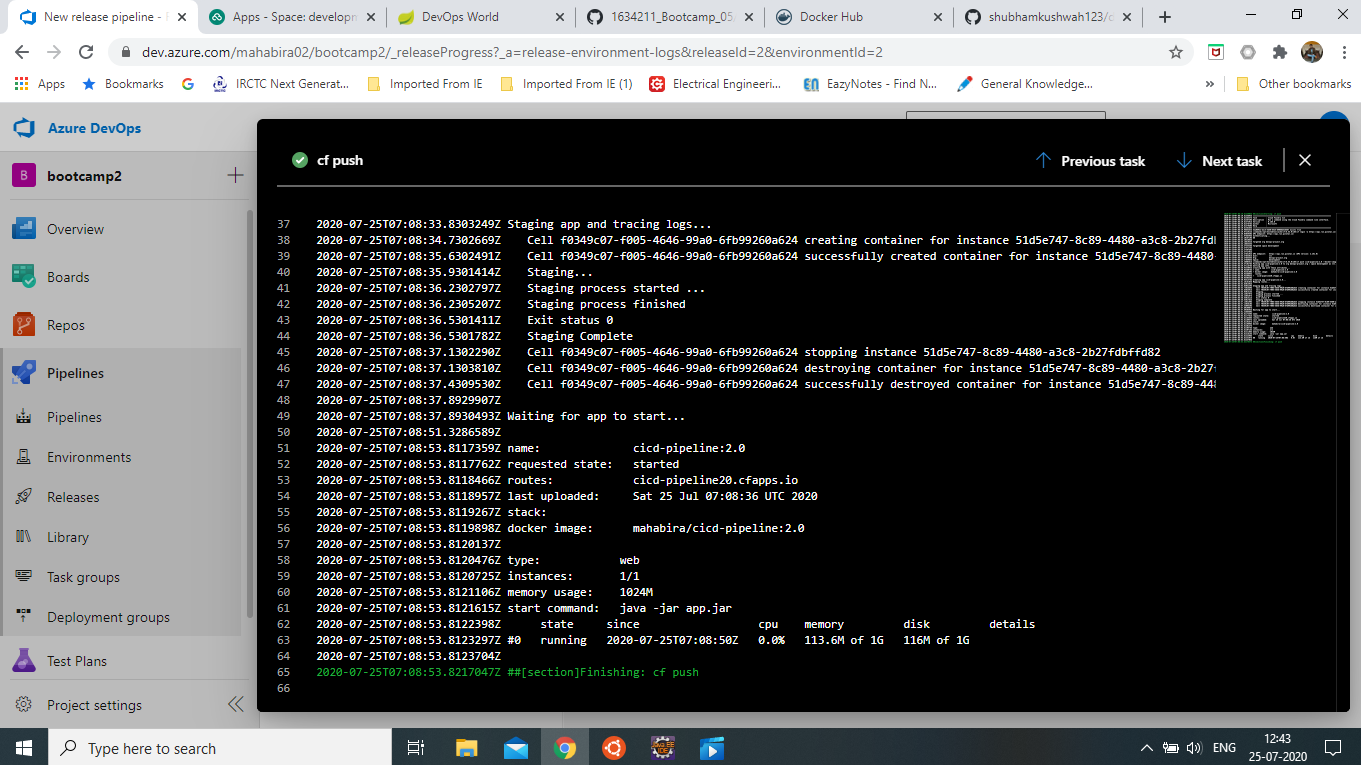 New release pipeline -
Apps - Space: developm
DevOps World
1634211_Bootcamp_05
Docker Hub
shubhamkushwah123/
dev.azure.com/mahabira02/bootcamp2/_releaseProgress?_a=release-environment-logs&releaseId=2&environmentId=2
Apps
Bookmarks
IRCTC Next Generat...
Imported From IE
Imported From IE (1)
Electrical Engineeri...
EazyNotes - Find N...
General Knowledge...
»
Other bookmarks
Azure DevOps
B bootcamp2
Overview
Boards
Repos
Pipelines
Pipelines
Environments
Releases
Library
Task groups
Deployment groups
Test Plans
Project settings
cf push
Previous task
Next task
37 2020-07-25T07:08:33.8303249Z Staging app and tracing logs...
38 2020-07-25T07:08:34.7302669Z Cell f0349c07-f005-4646-99a0-6fb99260a624 creating container for instance 51d5e747-8c89-4480-a3c8-2b27fdb
39 2020-07-25T07:08:35.6302491Z Cell f0349c07-f005-4646-99a0-6fb99260a624 successfully created container for instance 51d5e747-8c89-4480-
40 2020-07-25T07:08:35.9301414Z Staging...
41 2020-07-25T07:08:36.2302797Z Staging process started ...
42 2020-07-25T07:08:36.2305207Z Staging process finished
43 2020-07-25T07:08:36.5301411Z Exit status 0
44 2020-07-25T07:08:36.5301782Z Staging Complete
45 2020-07-25T07:08:37.1302290Z Cell f0349c07-f005-4646-99a0-6fb99260a624 stopping instance 51d5e747-8c89-4480-a3c8-2b27fdbffd82
46 2020-07-25T07:08:37.1303810Z Cell f0349c07-f005-4646-99a0-6fb99260a624 destroying container for instance 51d5e747-8c89-4480-a3c8-2b27f
47 2020-07-25T07:08:37.4309530Z Cell f0349c07-f005-4646-99a0-6fb99260a624 successfully destroyed container for instance 51d5e747-8c89-448
48 2020-07-25T07:08:37.8929907Z
49 2020-07-25T07:08:37.8930493Z Waiting for app to start...
50 2020-07-25T07:08:51.3286589Z
51 2020-07-25T07:08:53.8117359Z name: cicd-pipeline:2.0
52 2020-07-25T07:08:53.8117762Z requested state: started
53 2020-07-25T07:08:53.8118466Z routes: cicd-pipeline20.cfapps.io
54 2020-07-25T07:08:53.8118957Z last uploaded: Sat 25 Jul 07:08:36 UTC 2020
55 2020-07-25T07:08:53.8119267Z stack:
56 2020-07-25T07:08:53.8119898Z docker image: mahabira/cicd-pipeline:2.0
57 2020-07-25T07:08:53.8120137Z
58 2020-07-25T07:08:53.8120476Z type: web
59 2020-07-25T07:08:53.8120725Z instances: 1/1
60 2020-07-25T07:08:53.8121106Z memory usage: 1024M
61 2020-07-25T07:08:53.8121615Z start command: java -jar app.jar
62 2020-07-25T07:08:53.8122398Z state since cpu memory disk details
63 2020-07-25T07:08:53.8123297Z #0 running 2020-07-25T07:08:50Z 0.0% 113.6M of 1G 116M of 1G
64 2020-07-25T07:08:53.8123704Z
65 2020-07-25T07:08:53.8217047Z ##[section]Finishing: cf push
66
Type here to search
ENG
12:43
25-07-2020